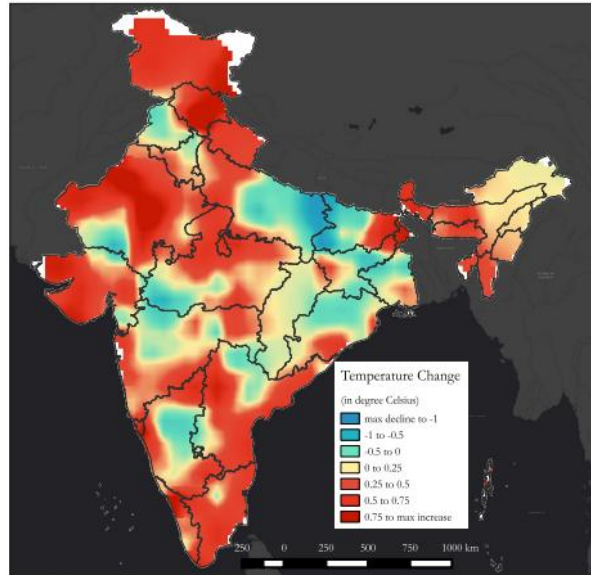 Temperature Change
(in degree Celsius)
max decline to -1
-1 to -0.5
-0.5 to 0
0 to 0.25
0.25 to 0.5
0.5 to 0.75
0.75 to max increase
250 0 250 500 750 1000 km